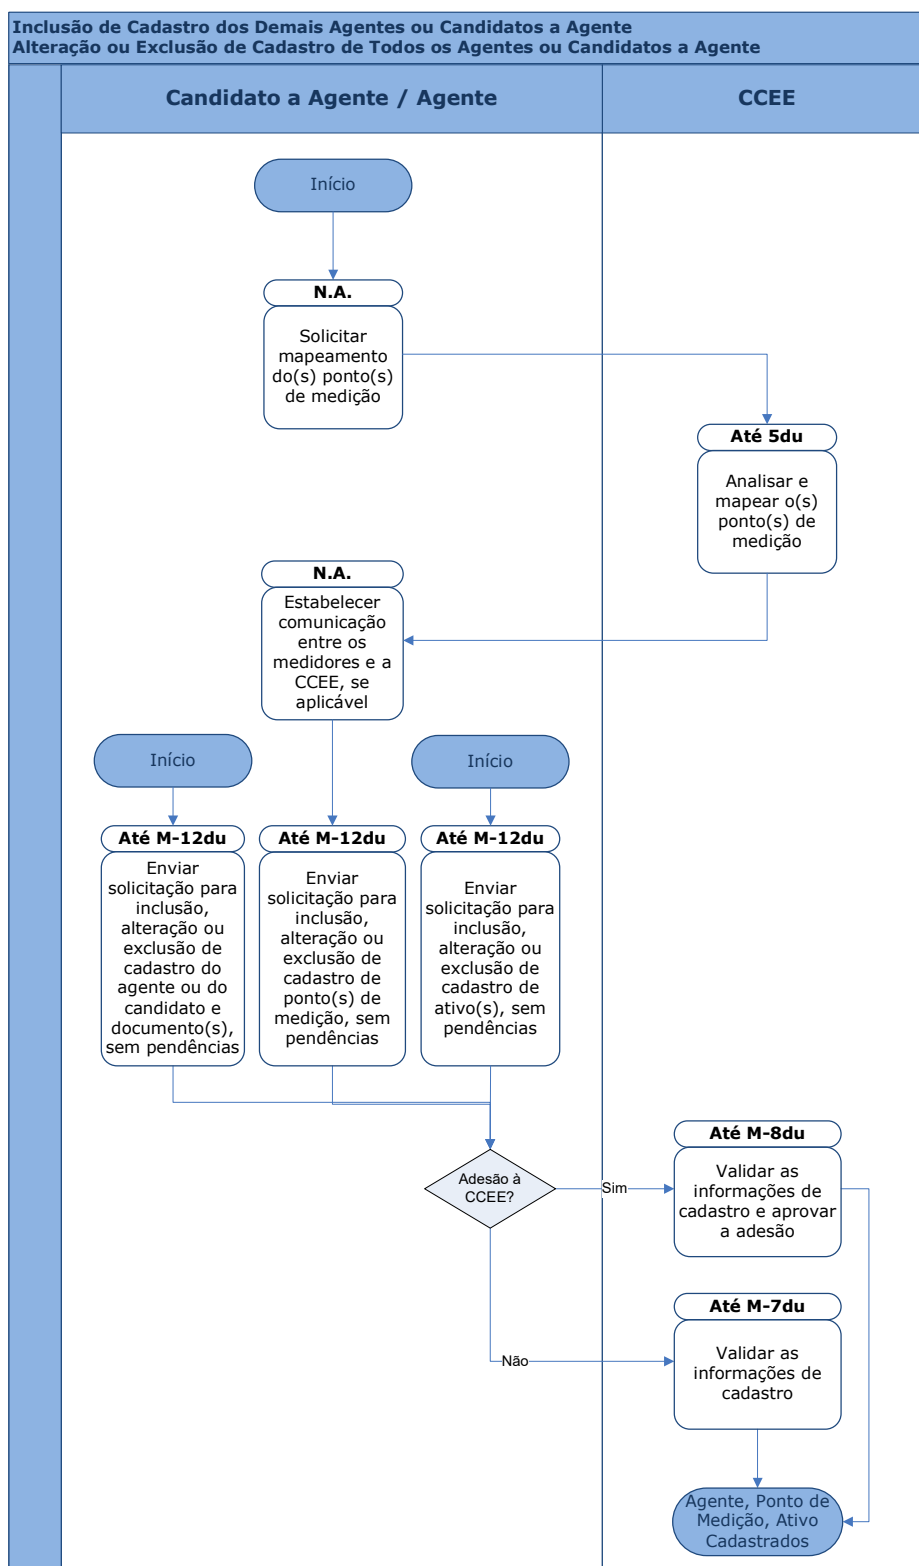 Inclusão de Cadastro dos Demais Agentes ou Candidatos a Agente
Alteração ou Exclusão de Cadastro de Todos os Agentes ou Candidatos a Agente
Candidato a Agente / Agente
CCEE
Início
N.A.
Solicitar
mapeamento
do(s) ponto(s)
de medição
Até 5du
Analisar e
mapear o(s)
ponto(s) de
medição
N.A.
Estabelecer
comunicação
entre os
medidores e a
CCEE, se
aplicável
Início
Início
Até M-12du
Enviar
solicitação para
inclusão,
alteração ou
exclusão de
cadastro do
agente ou do
candidato e
documento(s),
sem pendências
Até M-12du
Enviar
solicitação para
inclusão,
alteração ou
exclusão de
cadastro de
ponto(s) de
medição, sem
pendências
Até M-12du
Enviar
solicitação para
inclusão,
alteração ou
exclusão de
cadastro de
ativo(s), sem
pendências
Adesão à
CCEE?
Sim
Até M-8du
Validar as
informações de
cadastro e aprovar
a adesão
Não
Até M-7du
Validar as
informações de
cadastro
Agente, Ponto de
Medição, Ativo
Cadastrados